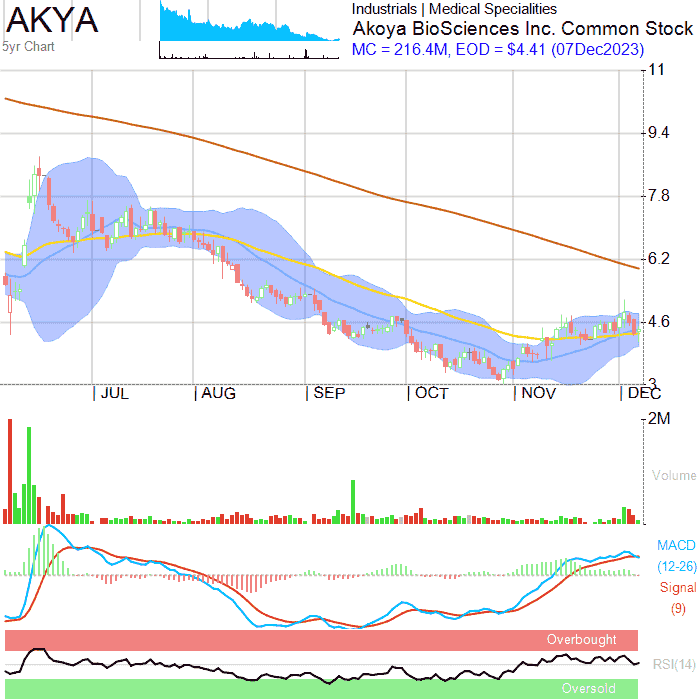 AKYA
5yr Chart
Industrials | Medical Specialities
Akoya BioSciences Inc. Common Stock
MC = 216.4M, EOD = $4.41 (07Dec2023)
11
9.4
7.8
6.2
4.6
3
JUL AUG SEP OCT NOV DEC
2M
Volume
MACD
(12-26)
Signal
(9)
Overbought
RSI(14)
Oversold